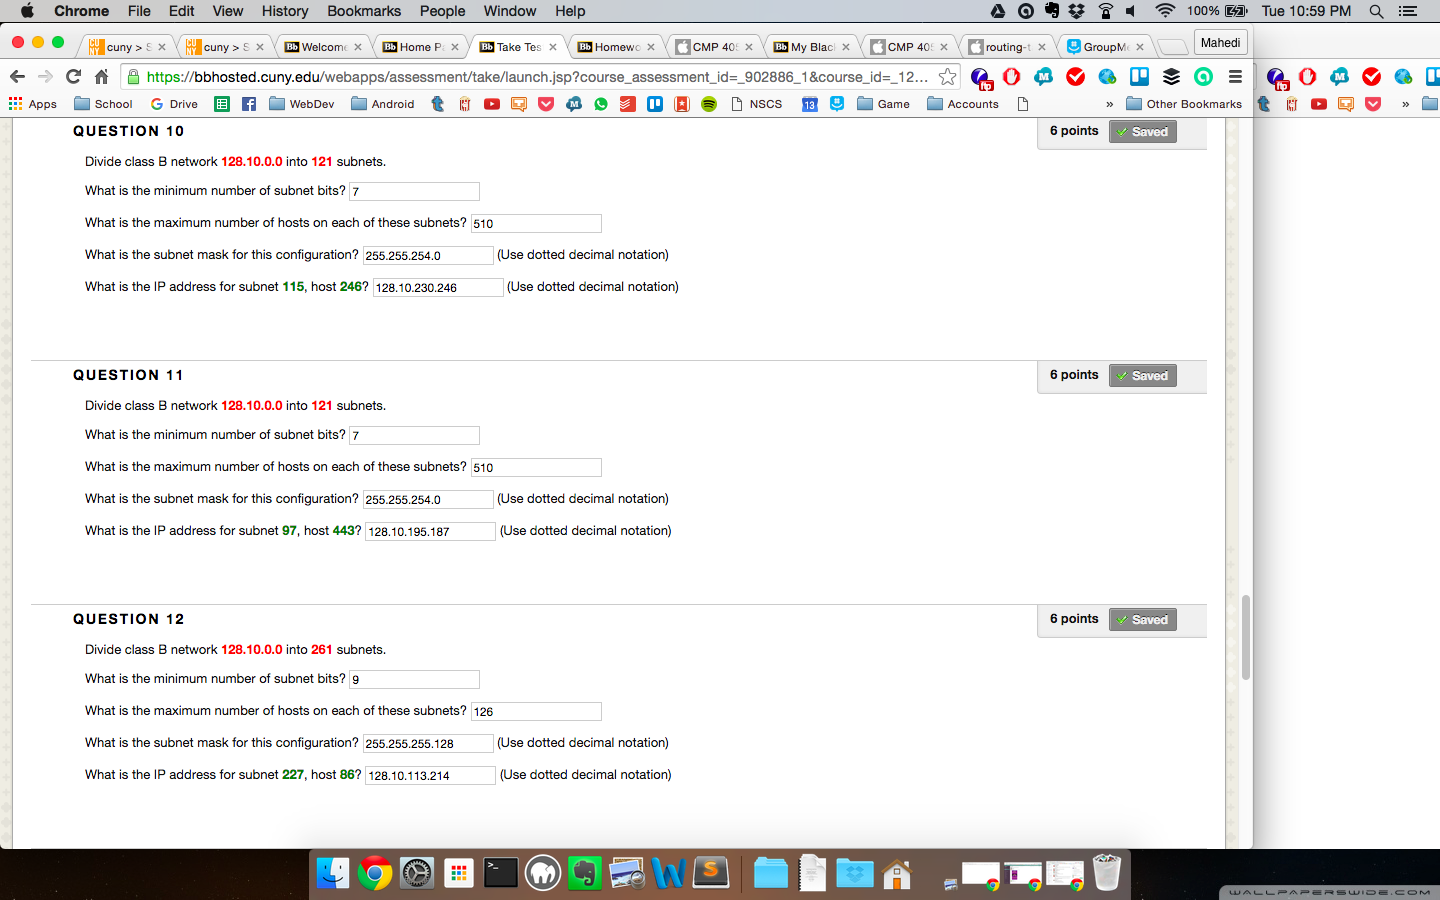 Chrome File Edit View History Bookmarks People Window Help 100% Tue 10:59 PM
cuny > S cuny > S Bb Welcome Bb Home P Bb Take Tes Bb Homewo CMP 405 Bb My Blac CMP 405 routing-t GroupMe Mahedi
https://bbhosted.cuny.edu/webapps/assessment/take/launch.jsp?course_assessment_id=_902886_1&course_id=_12...
Apps School Drive WebDev Android NSCS 13 Game Accounts » Other Bookmarks »
QUESTION 10
6 points Saved
Divide class B network 128.10.0.0 into 121 subnets.
What is the minimum number of subnet bits? 7
What is the maximum number of hosts on each of these subnets? 510
What is the subnet mask for this configuration? 255.255.254.0 (Use dotted decimal notation)
What is the IP address for subnet 115, host 246? 128.10.230.246 (Use dotted decimal notation)
QUESTION 11
6 points Saved
Divide class B network 128.10.0.0 into 121 subnets.
What is the minimum number of subnet bits? 7
What is the maximum number of hosts on each of these subnets? 510
What is the subnet mask for this configuration? 255.255.254.0 (Use dotted decimal notation)
What is the IP address for subnet 97, host 443? 128.10.195.187 (Use dotted decimal notation)
QUESTION 12
6 points Saved
Divide class B network 128.10.0.0 into 261 subnets.
What is the minimum number of subnet bits? 9
What is the maximum number of hosts on each of these subnets? 126
What is the subnet mask for this configuration? 255.255.255.128 (Use dotted decimal notation)
What is the IP address for subnet 227, host 86? 128.10.113.214 (Use dotted decimal notation)
WALLPAPERSWIDE.COM